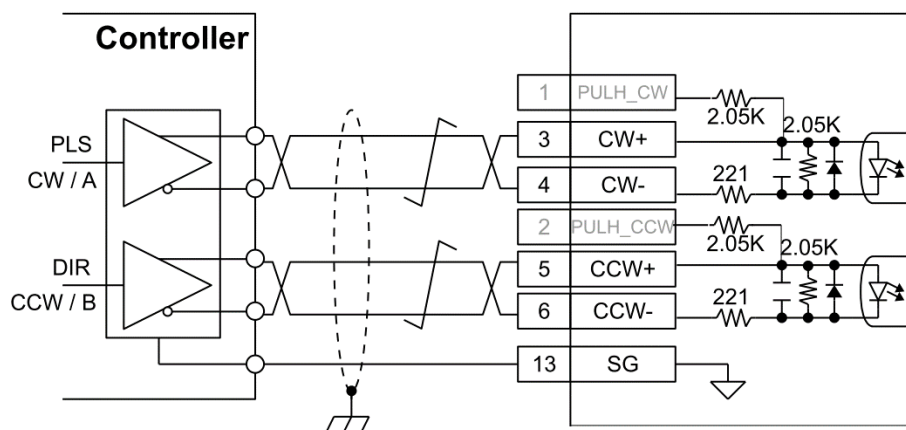 Controller
1 PULH_CW
2.05K
2.05K
PLS
3 CW+
CW / A
4 CW-
221
2 PULH_CCW
2.05K
2.05K
DIR
5 CCW+
CCW / B
6 CCW-
221
13 SG